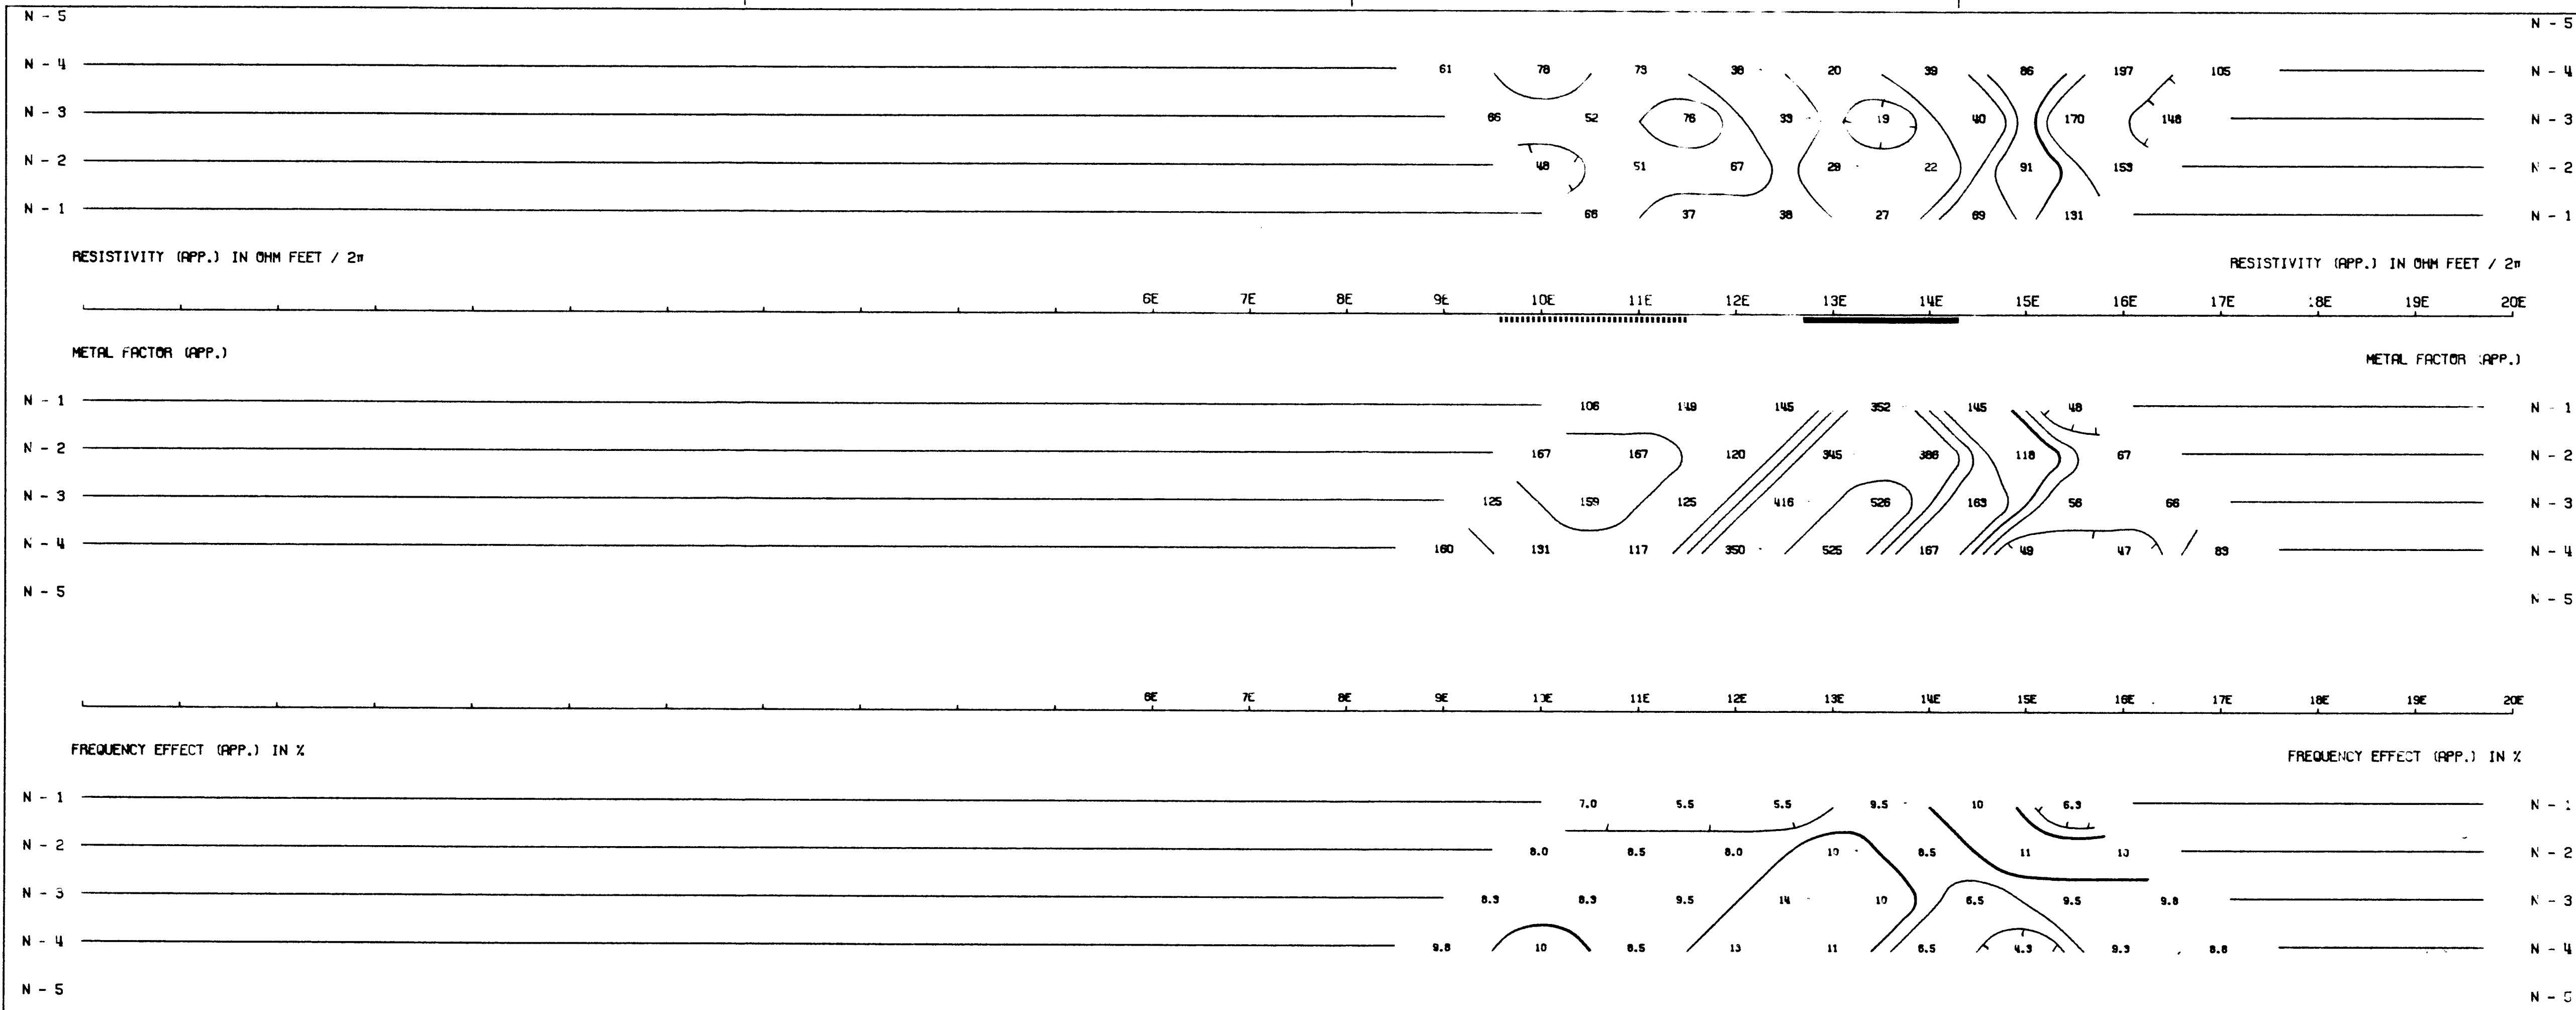 N - 5 N - 5
N - 4 61 78 73 38 20 39 86 197 105 N - 4
N - 3 66 52 76 33 19 40 170 148 N - 3
N - 2 48 51 67 29 22 91 153 N - 2
N - 1 66 37 38 27 69 131 N - 1
RESISTIVITY (APP.) IN OHM FEET / 2π RESISTIVITY (APP.) IN OHM FEET / 2π
6E 7E 8E 9E 10E 11E 12E 13E 14E 15E 16E 17E 18E 19E 20E
METAL FACTOR (APP.) METAL FACTOR (APP.)
N - 1 106 149 145 352 145 48 N - 1
N - 2 167 167 120 345 386 118 67 N - 2
N - 3 125 159 125 416 526 163 56 66 N - 3
N - 4 160 131 117 350 525 167 49 47 83 N - 4
N - 5 N - 5
6E 7E 8E 9E 10E 11E 12E 13E 14E 15E 16E 17E 18E 19E 20E
FREQUENCY EFFECT (APP.) IN % FREQUENCY EFFECT (APP.) IN %
N - 1 7.0 5.5 5.5 9.5 10 6.3 N - 1
N - 2 8.0 8.5 8.0 10 8.5 11 10 N - 2
N - 3 8.3 8.3 9.5 14 10 6.5 9.5 9.8 N - 3
N - 4 9.8 10 8.5 13 11 6.5 4.3 9.3 8.8 N - 4
N - 5 N - 5